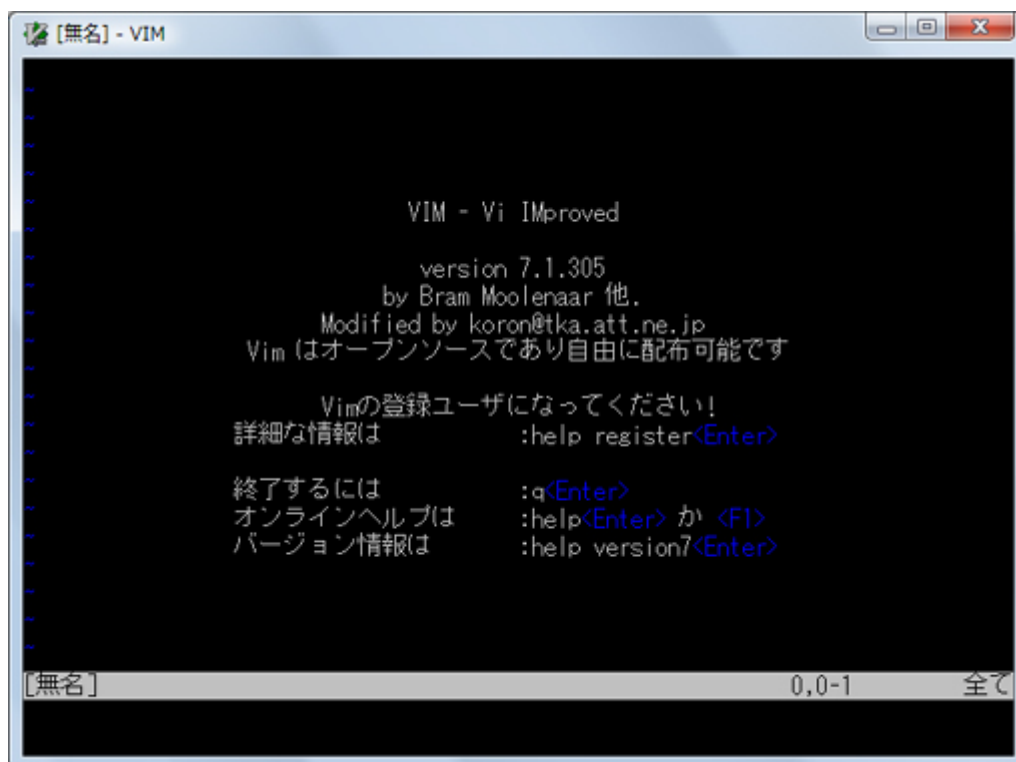 [無名] - VIM
VIM - Vi IMproved
version 7.1.305
by Bram Moolenaar 他.
Modified by koron@tka.att.ne.jp
Vim はオープンソースであり自由に配布可能です
Vimの登録ユーザになってください!
詳細な情報は :help register<Enter>
終了するには :q<Enter>
オンラインヘルプは :help<Enter> か <F1>
バージョン情報は :help version7<Enter>
[無名] 0,0-1 全て